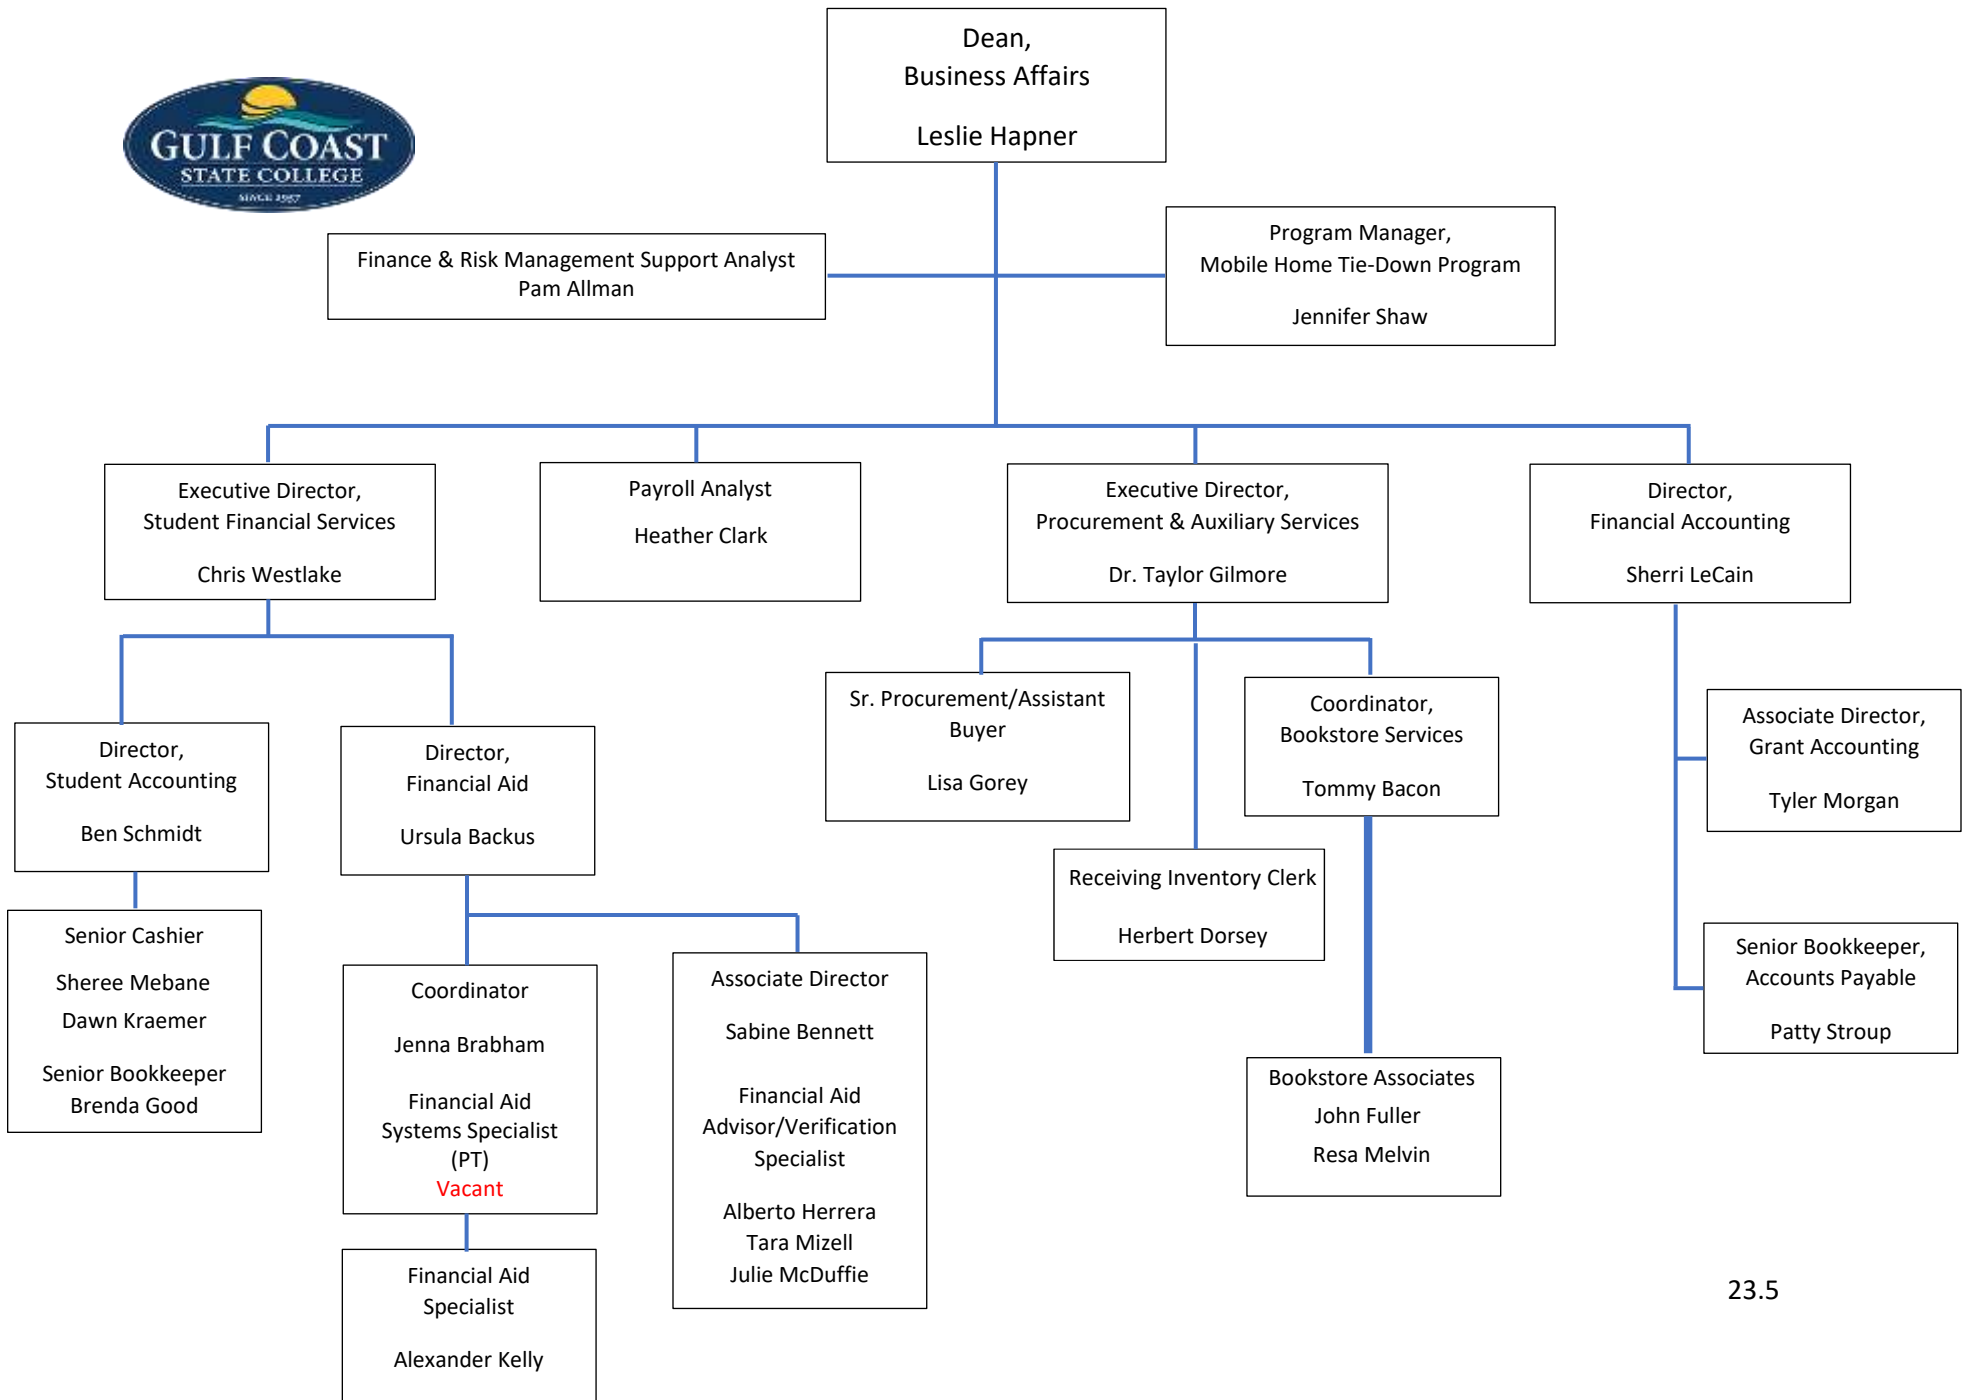 Dean,
Business Affairs
Leslie Hapner
GULF COAST
STATE COLLEGE
SINCE 1957
Finance & Risk Management Support Analyst
Pam Allman
Program Manager,
Mobile Home Tie-Down Program
Jennifer Shaw
Executive Director,
Student Financial Services
Chris Westlake
Payroll Analyst
Heather Clark
Executive Director,
Procurement & Auxiliary Services
Dr. Taylor Gilmore
Director,
Financial Accounting
Sherri LeCain
Director,
Student Accounting
Ben Schmidt
Director,
Financial Aid
Ursula Backus
Sr. Procurement/Assistant
Buyer
Lisa Gorey
Coordinator,
Bookstore Services
Tommy Bacon
Associate Director,
Grant Accounting
Tyler Morgan
Receiving Inventory Clerk
Herbert Dorsey
Senior Cashier
Sheree Mebane
Dawn Kraemer
Senior Bookkeeper
Brenda Good
Coordinator
Jenna Brabham
Financial Aid
Systems Specialist
(PT)
Vacant
Associate Director
Sabine Bennett
Financial Aid
Advisor/Verification
Specialist
Alberto Herrera
Tara Mizell
Julie McDuffie
Senior Bookkeeper,
Accounts Payable
Patty Stroup
Bookstore Associates
John Fuller
Resa Melvin
Financial Aid
Specialist
Alexander Kelly
23.5